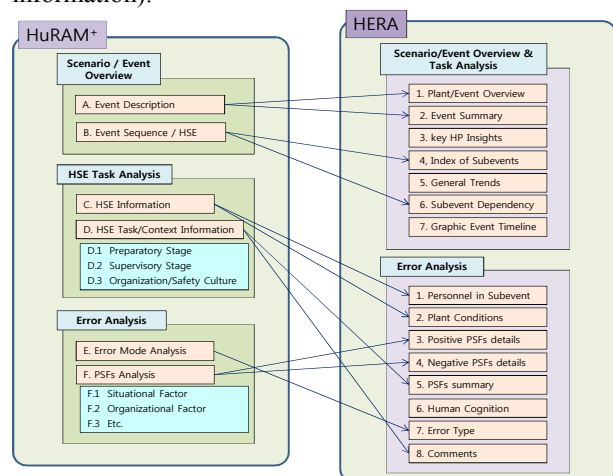 information).
HuRAM+
Scenario / Event
Overview
A. Event Description
B. Event Sequence / HSE
HSE Task Analysis
C. HSE Information
D. HSE Task/Context Information
D.1 Preparatory Stage
D.2 Supervisory Stage
D.3 Organization/Safety Culture
Error Analysis
E. Error Mode Analysis
F. PSFs Analysis
F.1 Situational Factor
F.2 Organizational Factor
F.3 Etc.
HERA
Scenario/Event Overview &
Task Analysis
1. Plant/Event Overview
2. Event Summary
3. key HP Insights
4, Index of Subevents
5. General Trends
6. Subevent Dependency
7. Graphic Event Timeline
Error Analysis
1. Personnel in Subevent
2. Plant Conditions
3. Positive PSFs details
4, Negative PSFs details
5. PSFs summary
6. Human Cognition
7. Error Type
8. Comments